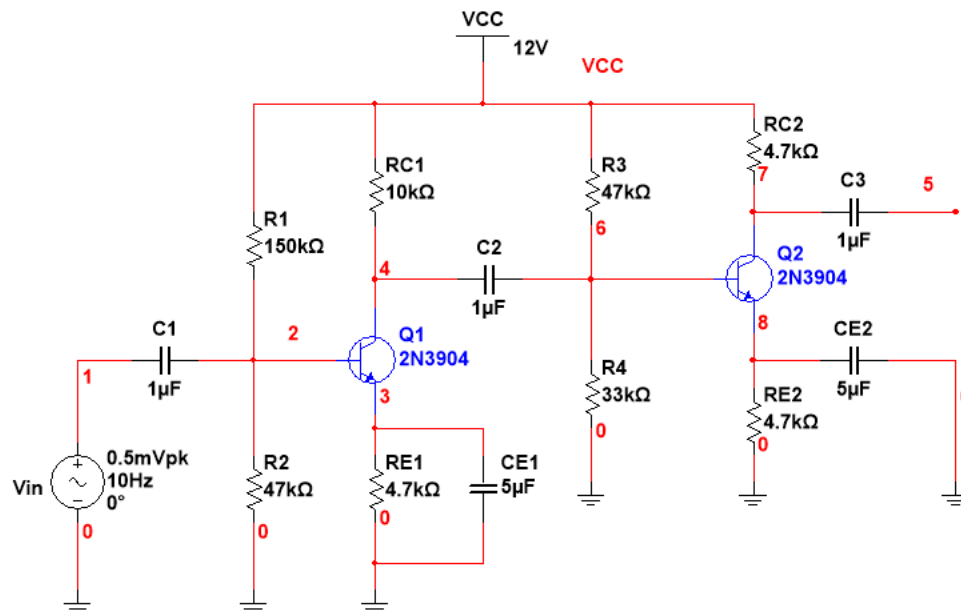 VCC
12V
VCC
RC2
4.7kΩ
7
RC1
10kΩ
R3
47kΩ
6
C3
1µF
5
R1
150kΩ
4
C2
1µF
Q2
2N3904
8
C1
1µF
2
Q1
2N3904
3
CE2
5µF
1
R4
33kΩ
0
RE2
4.7kΩ
0
Vin
0.5mVpk
10Hz
0°
0
R2
47kΩ
0
RE1
4.7kΩ
0
CE1
5µF